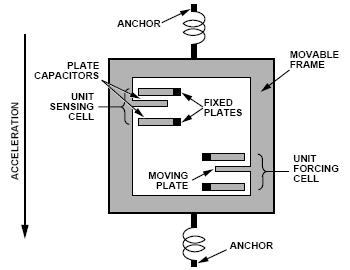 ANCHOR
MOVABLE
FRAME
PLATE
CAPACITORS
UNIT
SENSING
CELL
FIXED
PLATES
ACCELERATION
MOVING
PLATE
UNIT
FORCING
CELL
ANCHOR